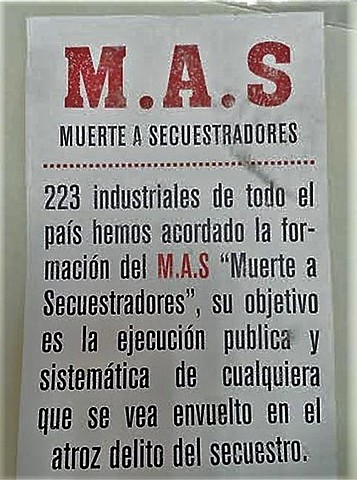 M.A.S
MUERTE A SECUESTRADORES
223 industriales de todo el
país hemos acordado la for-
mación del M.A.S “Muerte a
Secuestradores”, su objetivo
es la ejecución publica y
sistemática de cualquiera
que se vea envuelto en el
atroz delito del secuestro.